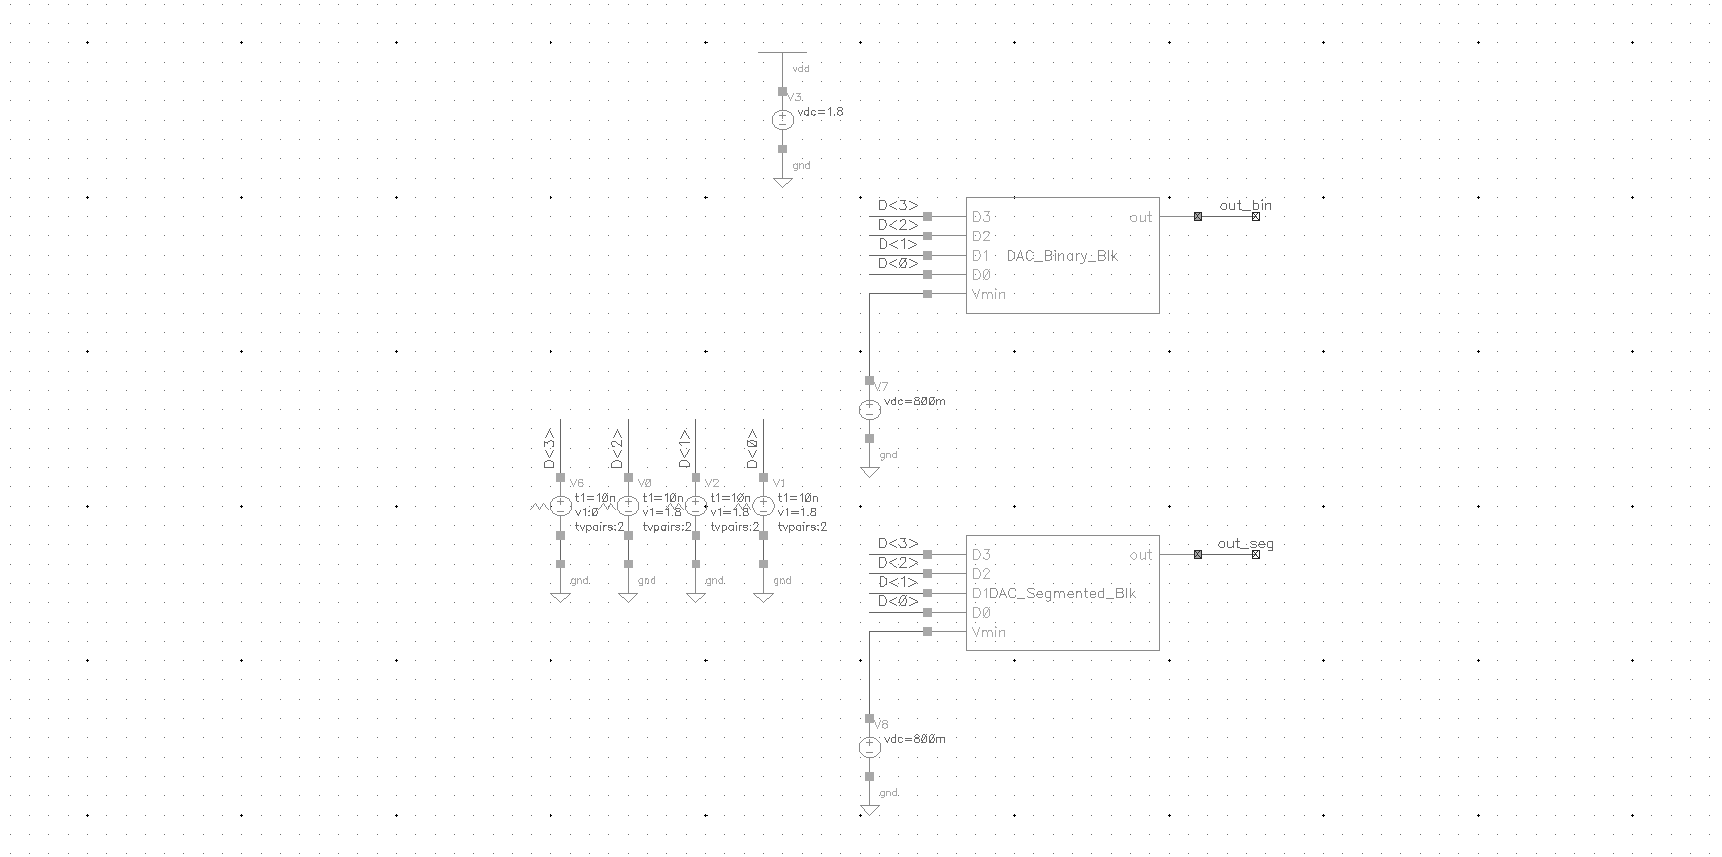 vdd
V3
vdc=1.8
gnd
D<3>
D<2>
D<1>
D<0>
D3
D2
D1
D0
Vmin
DAC_Binary_Blk
out
out_bin
V7
vdc=800m
gnd
D<3>
D<2>
D<1>
D<0>
V6
t1=10n
v1:0
tvpairs:2
gnd
V0
t1=10n
v1=1.8
tvpairs:2
gnd
V2
t1=10n
v1=1.8
tvpairs:2
gnd
V1
t1=10n
v1=1.8
tvpairs:2
gnd
D<3>
D<2>
D<1>
D<0>
D3
D2
D1
D0
Vmin
DAC_Segmented_Blk
out
out_seg
V8
vdc=800m
gnd